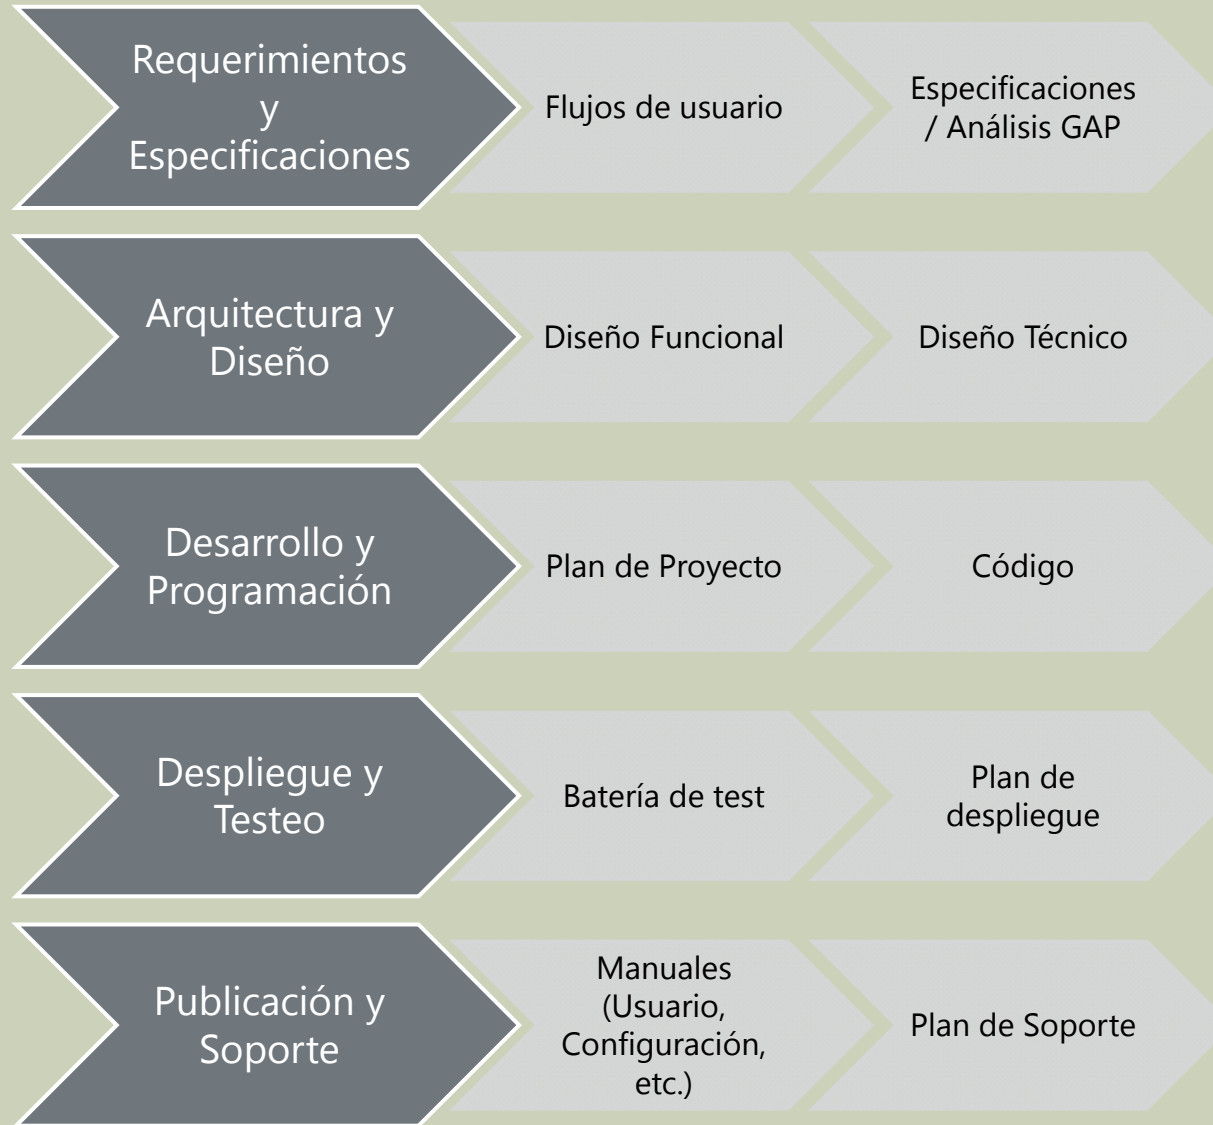 Requerimientos
y
Especificaciones
Flujos de usuario
Especificaciones
/ Análisis GAP
Arquitectura y
Diseño
Diseño Funcional
Diseño Técnico
Desarrollo y
Programación
Plan de Proyecto
Código
Despliegue y
Testeo
Batería de test
Plan de
despliegue
Publicación y
Soporte
Manuales
(Usuario,
Configuración,
etc.)
Plan de Soporte